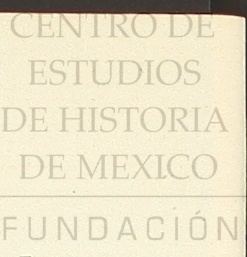 CENTRO DE
ESTUDIOS
DE HISTORIA
DE MEXICO
FUNDACIÓN